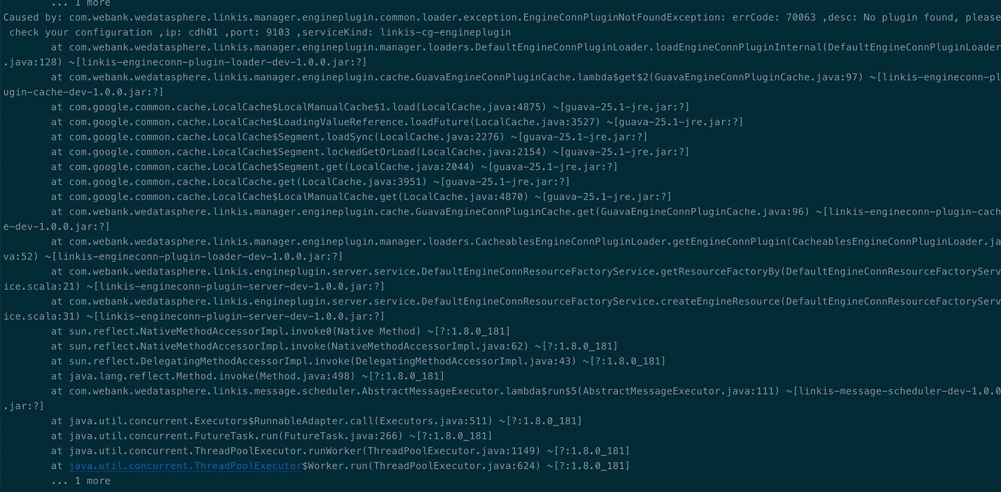 ... 1 more
Caused by: com.webank.wedatasphere.linkis.manager.engineplugin.common.loader.exception.EngineConnPluginNotFoundException: errCode: 70063 ,desc: No plugin found, please
 check your configuration ,ip: cdh01 ,port: 9103 ,serviceKind: linkis-cg-engineplugin
at com.webank.wedatasphere.linkis.manager.engineplugin.manager.loaders.DefaultEngineConnPluginLoader.loadEngineConnPluginInternal(DefaultEngineConnPluginLoader
.java:128) ~[linkis-engineconn-plugin-loader-dev-1.0.0.jar:?]
at com.webank.wedatasphere.linkis.manager.engineplugin.cache.GuavaEngineConnPluginCache.lambda$get$2(GuavaEngineConnPluginCache.java:97) ~[linkis-engineconn-pl
ugin-cache-dev-1.0.0.jar:?]
at com.google.common.cache.LocalCache$LocalManualCache$1.load(LocalCache.java:4875) ~[guava-25.1-jre.jar:?]
at com.google.common.cache.LocalCache$LoadingValueReference.loadFuture(LocalCache.java:3527) ~[guava-25.1-jre.jar:?]
at com.google.common.cache.LocalCache$Segment.loadSync(LocalCache.java:2276) ~[guava-25.1-jre.jar:?]
at com.google.common.cache.LocalCache$Segment.lockedGetOrLoad(LocalCache.java:2154) ~[guava-25.1-jre.jar:?]
at com.google.common.cache.LocalCache$Segment.get(LocalCache.java:2044) ~[guava-25.1-jre.jar:?]
at com.google.common.cache.LocalCache.get(LocalCache.java:3951) ~[guava-25.1-jre.jar:?]
at com.google.common.cache.LocalCache$LocalManualCache.get(LocalCache.java:4870) ~[guava-25.1-jre.jar:?]
at com.webank.wedatasphere.linkis.manager.engineplugin.cache.GuavaEngineConnPluginCache.get(GuavaEngineConnPluginCache.java:96) ~[linkis-engineconn-plugin-cach
e-dev-1.0.0.jar:?]
at com.webank.wedatasphere.linkis.manager.engineplugin.manager.loaders.CacheablesEngineConnPluginLoader.getEngineConnPlugin(CacheablesEngineConnPluginLoader.ja
va:52) ~[linkis-engineconn-plugin-loader-dev-1.0.0.jar:?]
at com.webank.wedatasphere.linkis.engineplugin.server.service.DefaultEngineConnResourceFactoryService.getResourceFactoryBy(DefaultEngineConnResourceFactoryServ
ice.scala:21) ~[linkis-engineconn-plugin-server-dev-1.0.0.jar:?]
at com.webank.wedatasphere.linkis.engineplugin.server.service.DefaultEngineConnResourceFactoryService.createEngineResource(DefaultEngineConnResourceFactoryServ
ice.scala:31) ~[linkis-engineconn-plugin-server-dev-1.0.0.jar:?]
at sun.reflect.NativeMethodAccessorImpl.invoke0(Native Method) ~[?:1.8.0_181]
at sun.reflect.NativeMethodAccessorImpl.invoke(NativeMethodAccessorImpl.java:62) ~[?:1.8.0_181]
at sun.reflect.DelegatingMethodAccessorImpl.invoke(DelegatingMethodAccessorImpl.java:43) ~[?:1.8.0_181]
at java.lang.reflect.Method.invoke(Method.java:498) ~[?:1.8.0_181]
at com.webank.wedatasphere.linkis.message.scheduler.AbstractMessageExecutor.lambda$run$5(AbstractMessageExecutor.java:111) ~[linkis-message-scheduler-dev-1.0.0
.jar:?]
at java.util.concurrent.Executors$RunnableAdapter.call(Executors.java:511) ~[?:1.8.0_181]
at java.util.concurrent.FutureTask.run(FutureTask.java:266) ~[?:1.8.0_181]
at java.util.concurrent.ThreadPoolExecutor.runWorker(ThreadPoolExecutor.java:1149) ~[?:1.8.0_181]
at java.util.concurrent.ThreadPoolExecutor$Worker.run(ThreadPoolExecutor.java:624) ~[?:1.8.0_181]
... 1 more